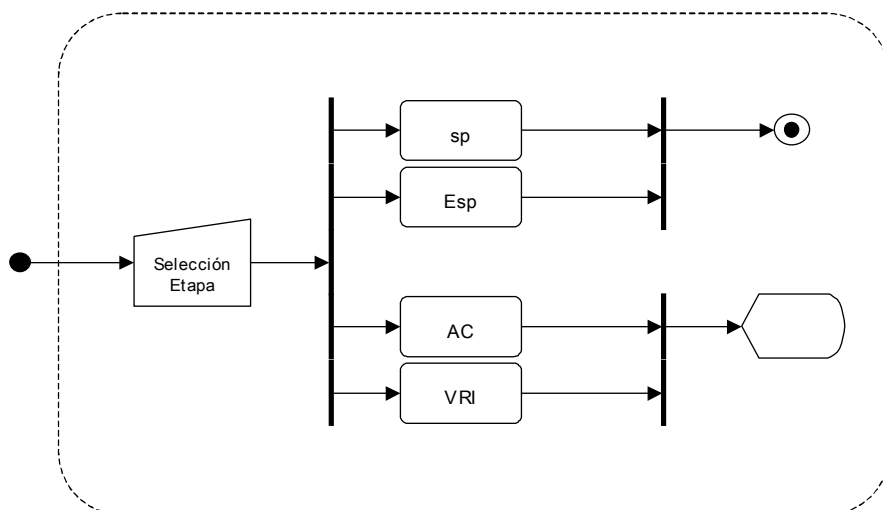 sp
Esp
Selección
Etapa
AC
VRI